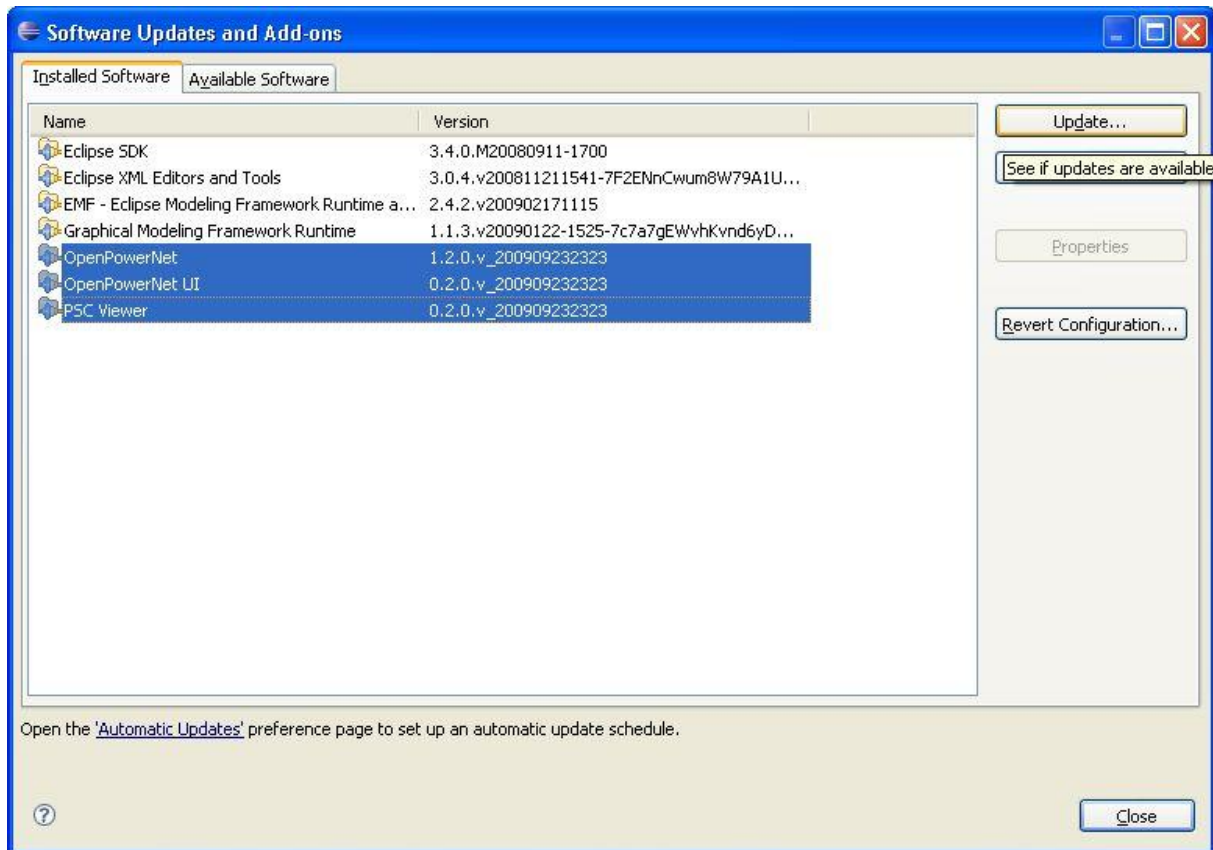 Software Updates and Add-ons
Installed Software
Available Software
Name Version
Eclipse SDK 3.4.0.M20080911-1700
Eclipse XML Editors and Tools 3.0.4.v200811211541-7F2ENnCwum8W79A1U...
EMF - Eclipse Modeling Framework Runtime a... 2.4.2.v200902171115
Graphical Modeling Framework Runtime 1.1.3.v20090122-1525-7c7a7gEWvhKvnd6yD...
OpenPowerNet 1.2.0.v_200909232323
OpenPowerNet UI 0.2.0.v_200909232323
PSC Viewer 0.2.0.v_200909232323
Update...
See if updates are available
Properties
Revert Configuration...
Open the 'Automatic Updates' preference page to set up an automatic update schedule.
?
Close